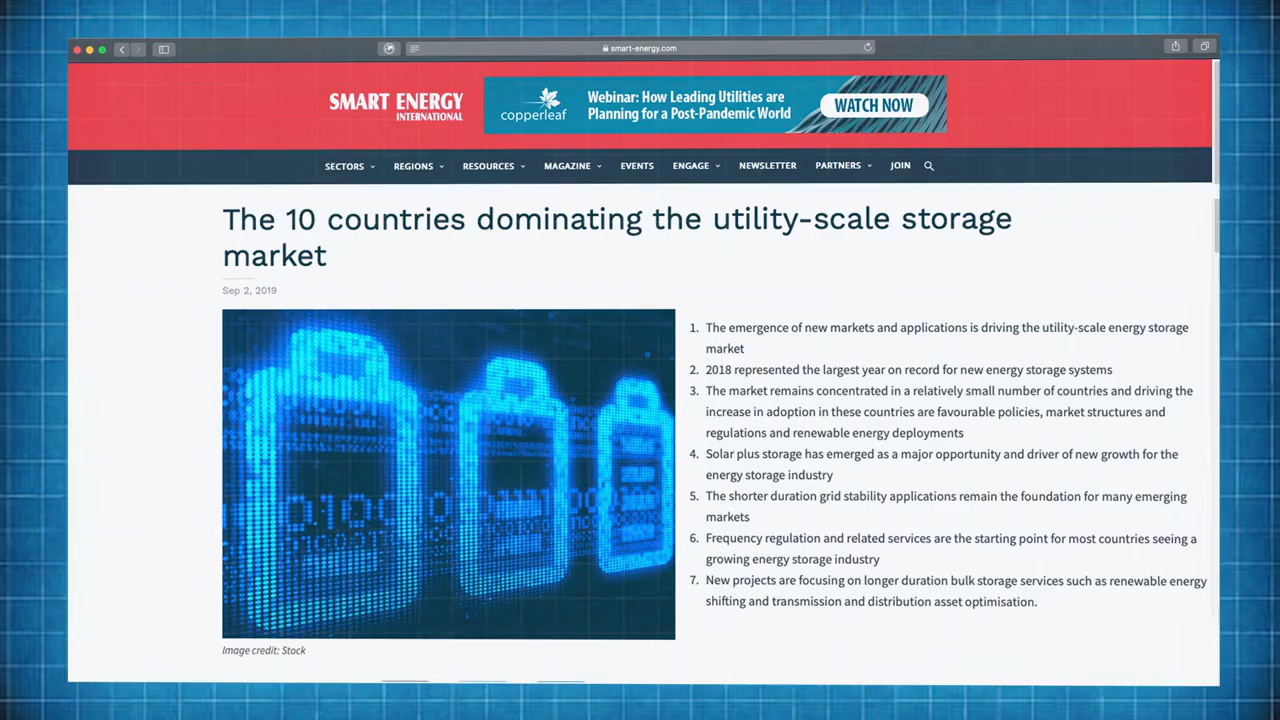 smart-energy.com
SMART ENERGY
INTERNATIONAL
copperleaf
Webinar: How Leading Utilities are
Planning for a Post-Pandemic World
WATCH NOW
SECTORS REGIONS RESOURCES MAGAZINE EVENTS ENGAGE NEWSLETTER PARTNERS JOIN
The 10 countries dominating the utility-scale storage
market
Sep 2, 2019
1. The emergence of new markets and applications is driving the utility-scale energy storage
market
2. 2018 represented the largest year on record for new energy storage systems
3. The market remains concentrated in a relatively small number of countries and driving the
increase in adoption in these countries are favourable policies, market structures and
regulations and renewable energy deployments
4. Solar plus storage has emerged as a major opportunity and driver of new growth for the
energy storage industry
5. The shorter duration grid stability applications remain the foundation for many emerging
markets
6. Frequency regulation and related services are the starting point for most countries seeing a
growing energy storage industry
7. New projects are focusing on longer duration bulk storage services such as renewable energy
shifting and transmission and distribution asset optimisation.
Image credit: Stock